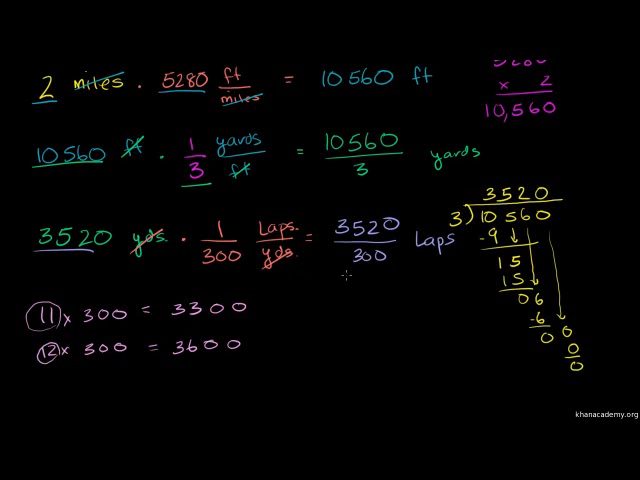 2 miles · 5280 ft/miles = 10560 ft
× 2
10,560
10560 ft · 1/3 yards/ft = 10560/3 yards
3520 yds · 1/300 Laps/yds = 3520/300 Laps
11 × 300 = 3300
12 × 300 = 3600
3520
3)10560
-9
15
15
06
-6
00
0
0
khanacademy.org